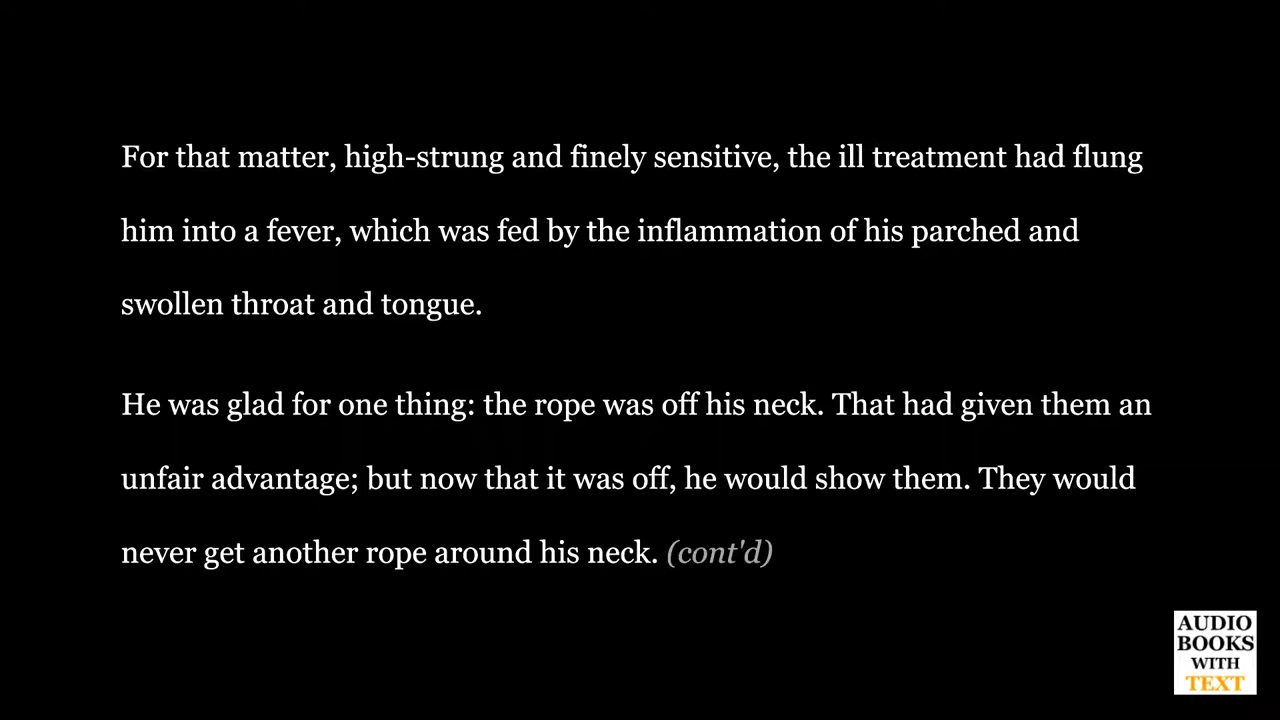 For that matter, high-strung and finely sensitive, the ill treatment had flung
him into a fever, which was fed by the inflammation of his parched and
swollen throat and tongue.
He was glad for one thing: the rope was off his neck. That had given them an
unfair advantage; but now that it was off, he would show them. They would
never get another rope around his neck. (cont'd)
AUDIO
BOOKS
WITH
TEXT